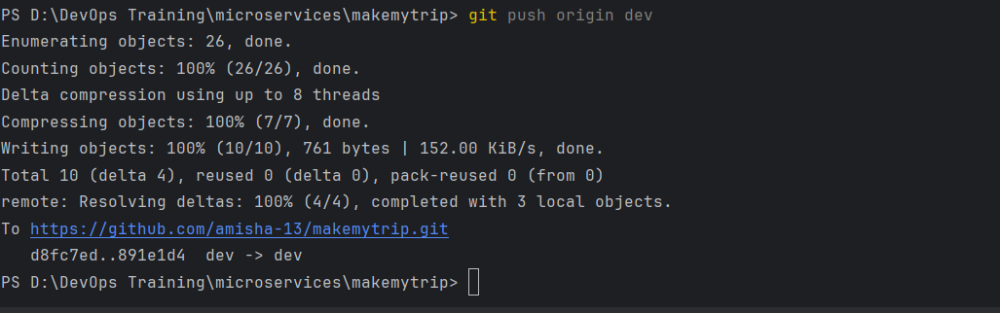 PS D:\DevOps Training\microservices\makemytrip> git push origin dev
Enumerating objects: 26, done.
Counting objects: 100% (26/26), done.
Delta compression using up to 8 threads
Compressing objects: 100% (7/7), done.
Writing objects: 100% (10/10), 761 bytes | 152.00 KiB/s, done.
Total 10 (delta 4), reused 0 (delta 0), pack-reused 0 (from 0)
remote: Resolving deltas: 100% (4/4), completed with 3 local objects.
To https://github.com/amisha-13/makemytrip.git
   d8fc7ed..891e1d4  dev -> dev
PS D:\DevOps Training\microservices\makemytrip>